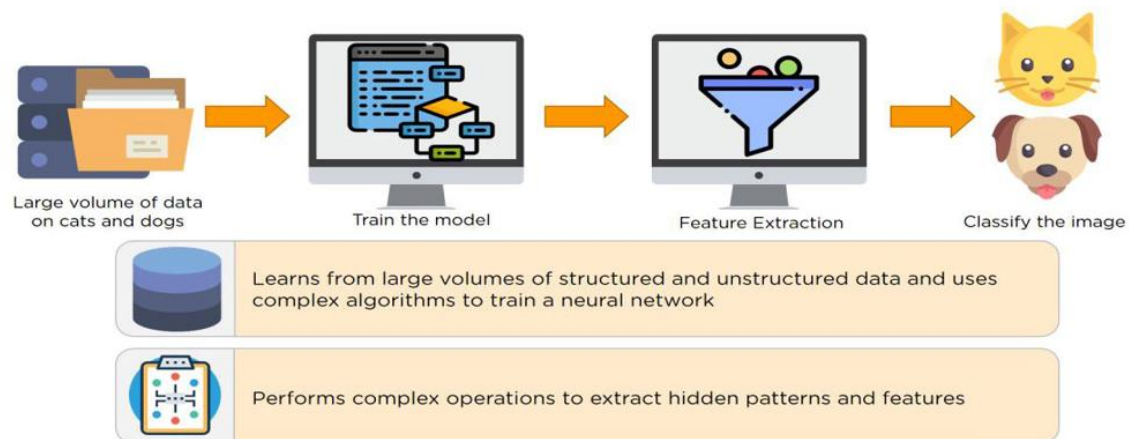 Large volume of data
on cats and dogs
Train the model
Feature Extraction
Classify the image
Learns from large volumes of structured and unstructured data and uses
complex algorithms to train a neural network
Performs complex operations to extract hidden patterns and features